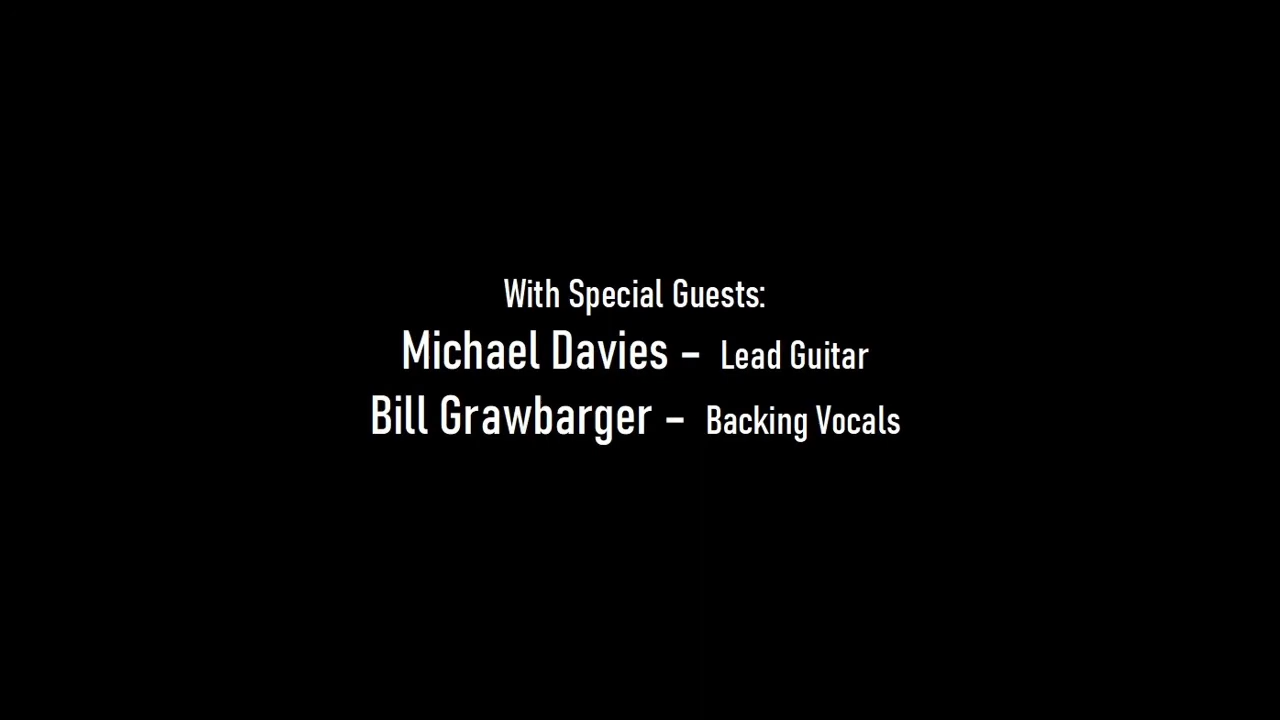 With Special Guests:
Michael Davies – Lead Guitar
Bill Grawbarger – Backing Vocals